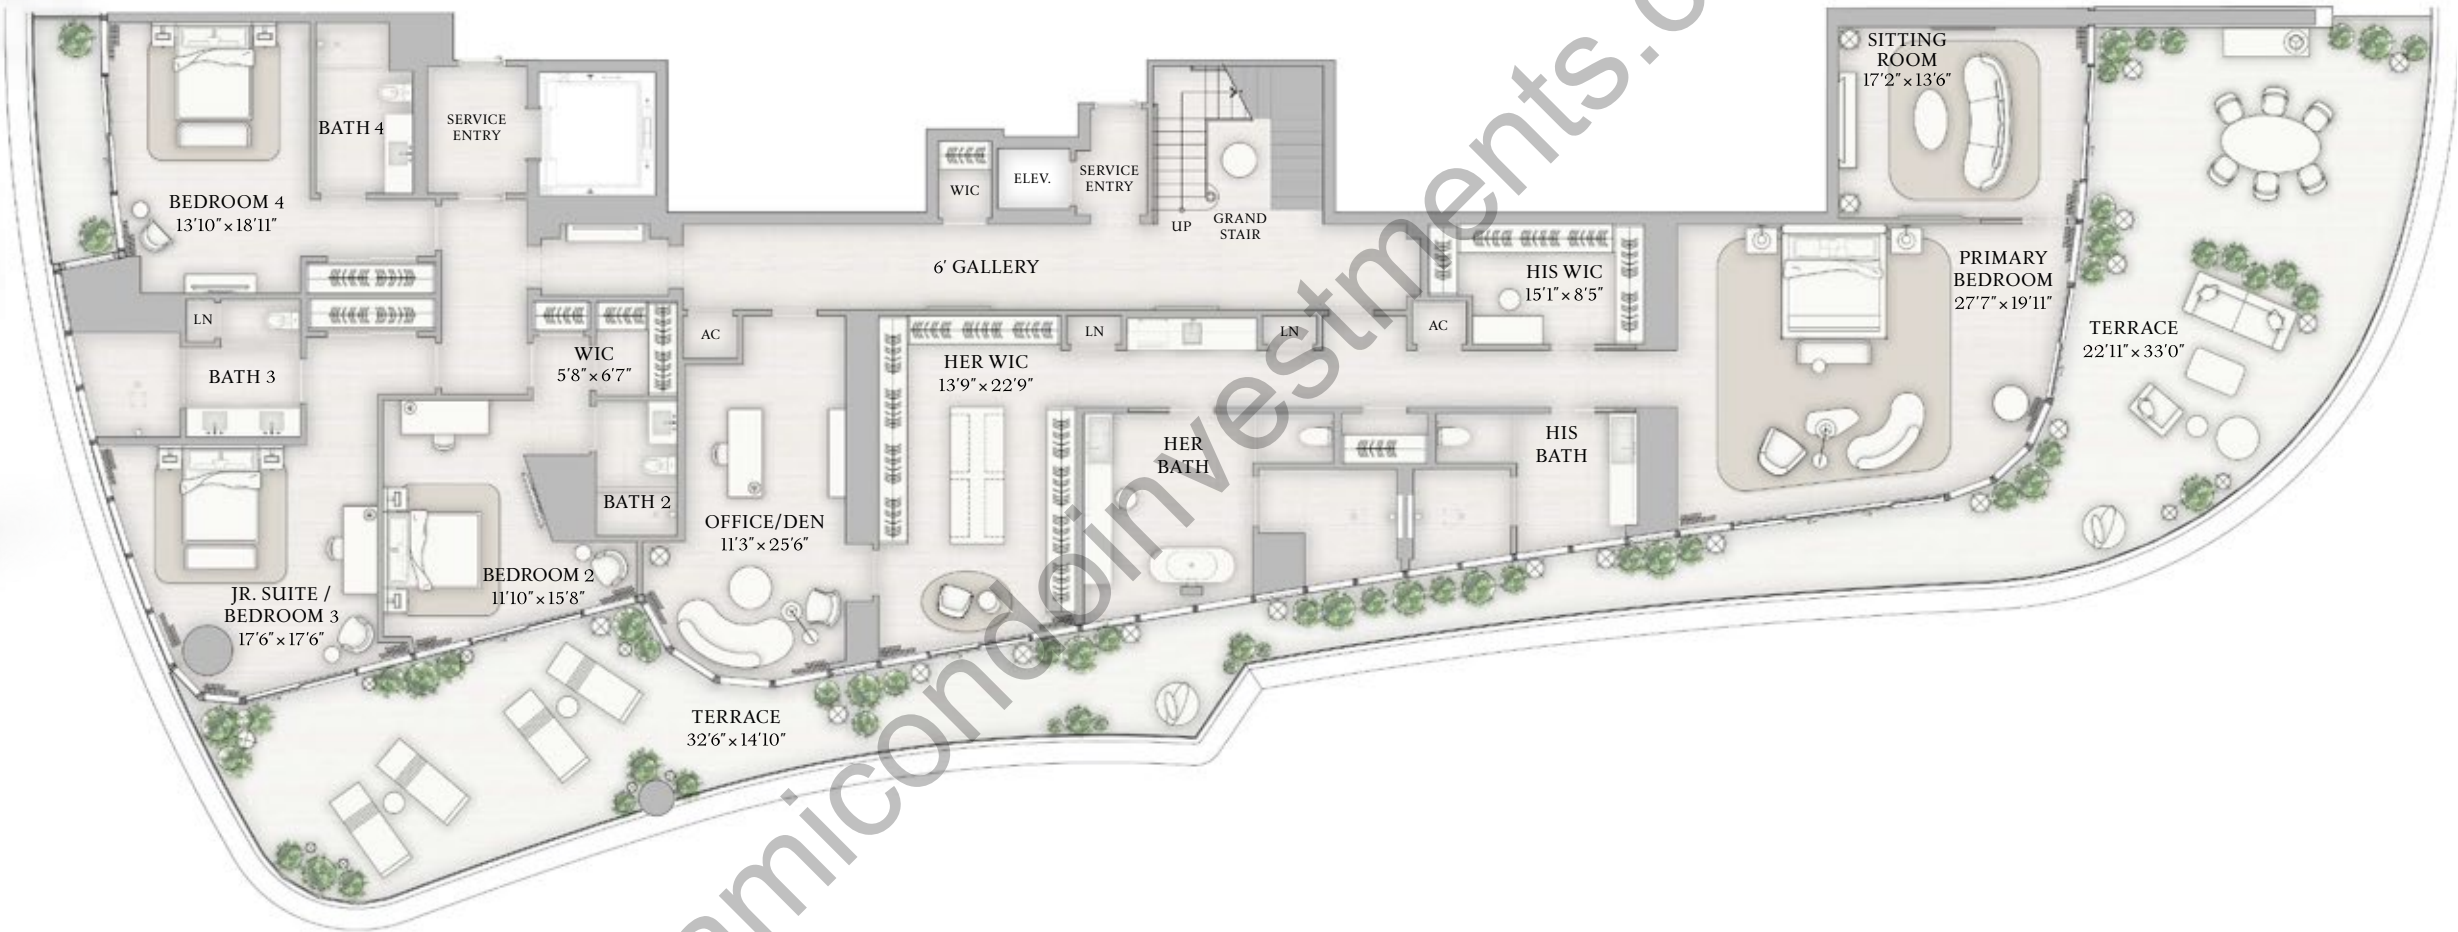 SITTING
ROOM
17'2" × 13'6"
BATH 4
SERVICE
ENTRY
BEDROOM 4
13'10" × 18'11"
WIC
ELEV.
SERVICE
ENTRY
UP
GRAND
STAIR
6' GALLERY
HIS WIC
15'1" × 8'5"
PRIMARY
BEDROOM
27'7" × 19'11"
TERRACE
22'11" × 33'0"
LN
BATH 3
WIC
5'8" × 6'7"
AC
HER WIC
13'9" × 22'9"
LN
LN
AC
HER
BATH
HIS
BATH
BATH 2
OFFICE/DEN
11'3" × 25'6"
BEDROOM 2
11'10" × 15'8"
JR. SUITE /
BEDROOM 3
17'6" × 17'6"
TERRACE
32'6" × 14'10"
amicondoinvestments.c